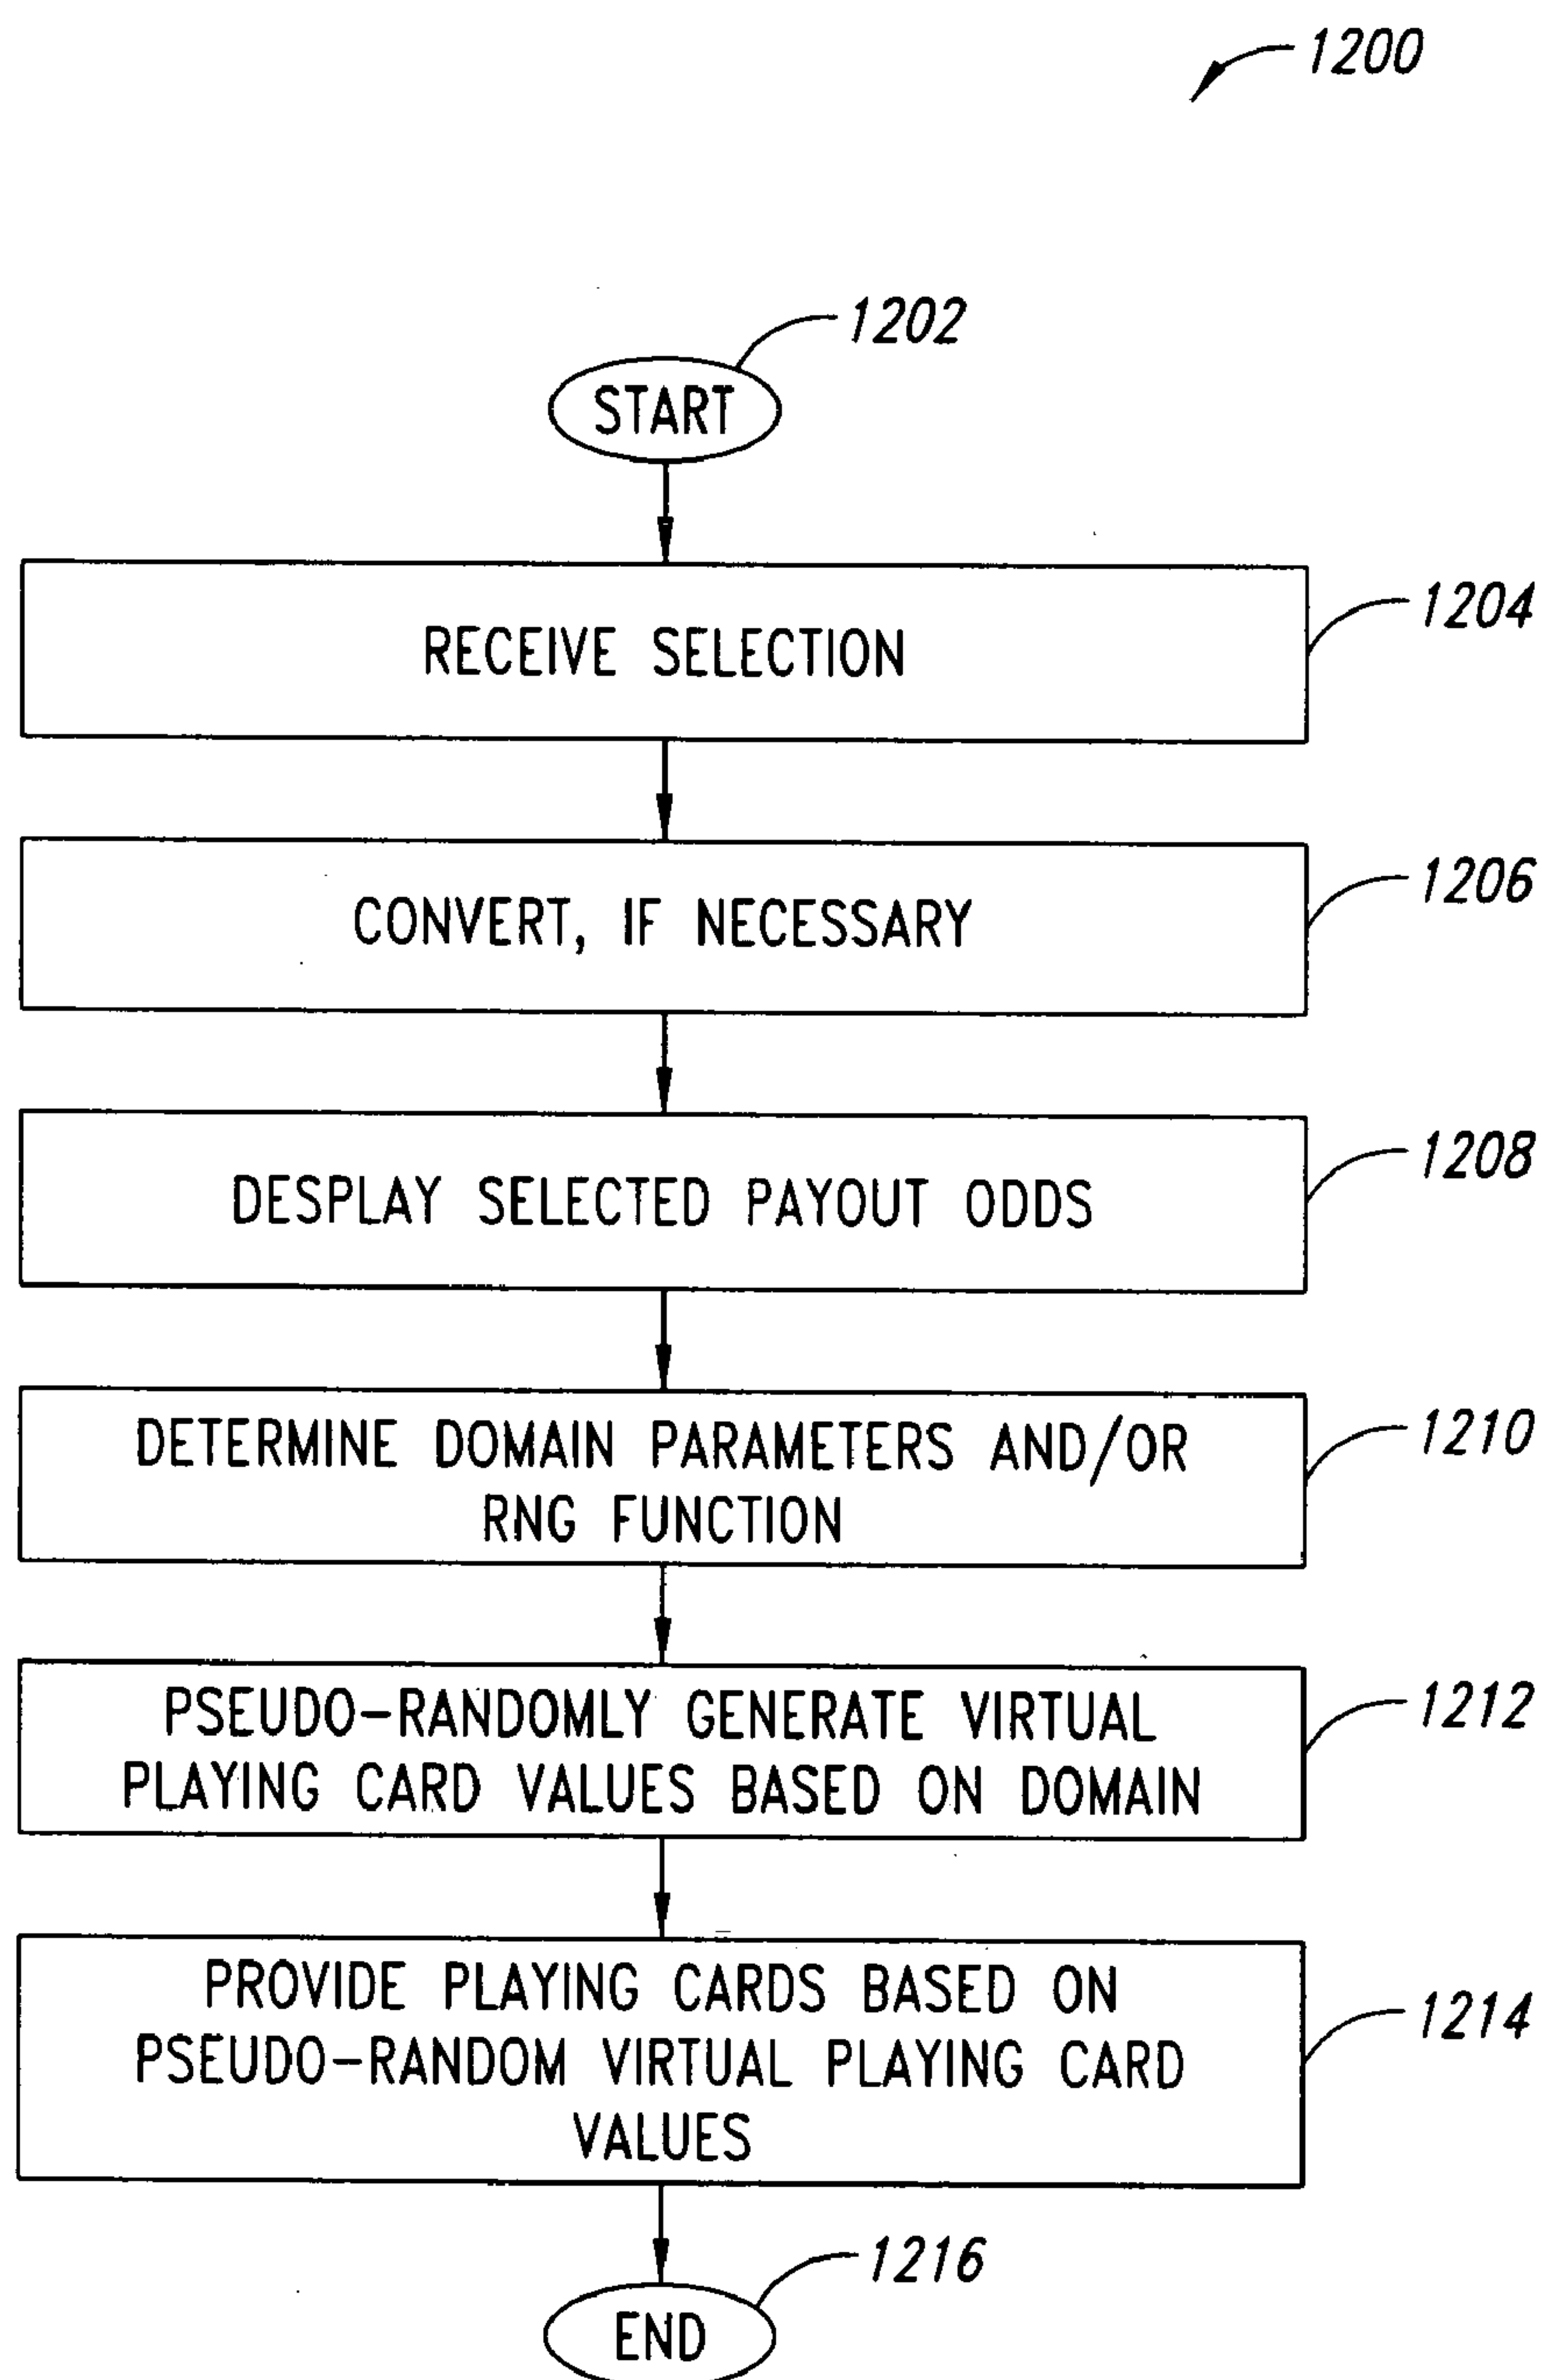 1200
1202
START
RECEIVE SELECTION
1204
CONVERT, IF NECESSARY
1206
DESPLAY SELECTED PAYOUT ODDS
1208
DETERMINE DOMAIN PARAMETERS AND/OR
RNG FUNCTION
1210
PSEUDO-RANDOMLY GENERATE VIRTUAL
PLAYING CARD VALUES BASED ON DOMAIN
1212
PROVIDE PLAYING CARDS BASED ON
PSEUDO-RANDOM VIRTUAL PLAYING CARD
VALUES
1214
1216
END